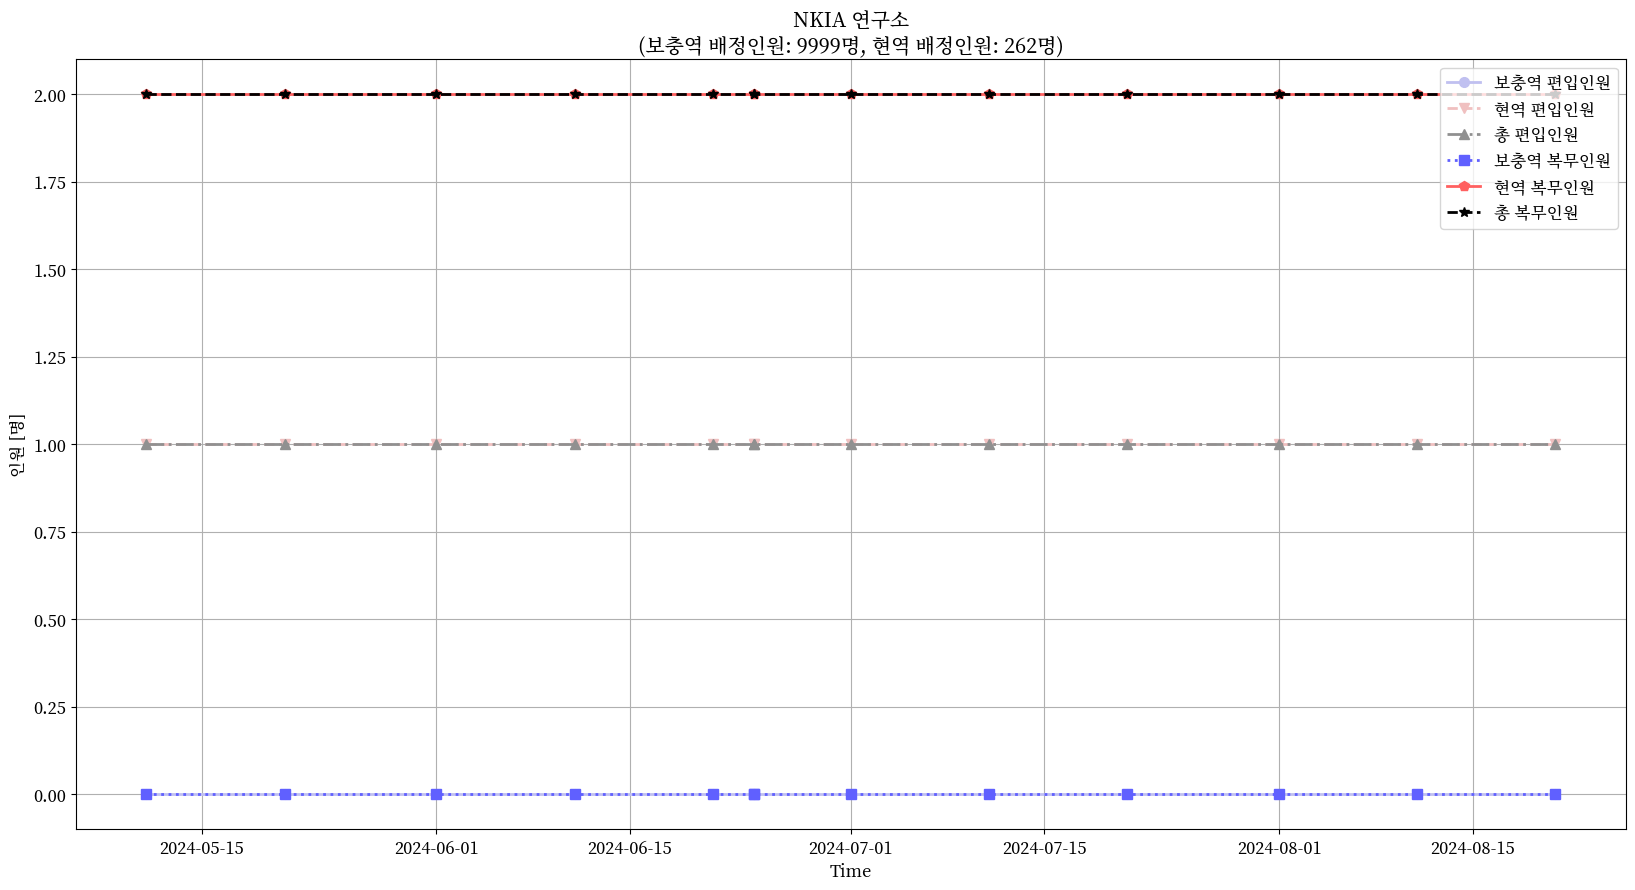 NKIA 연구소
(보충역 배정인원: 9999명, 현역 배정인원: 262명)
보충역 편입인원
현역 편입인원
총 편입인원
보충역 복무인원
현역 복무인원
총 복무인원
인원 [명]
2.00
1.75
1.50
1.25
1.00
0.75
0.50
0.25
0.00
2024-05-15 2024-06-01 2024-06-15 2024-07-01 2024-07-15 2024-08-01 2024-08-15
Time